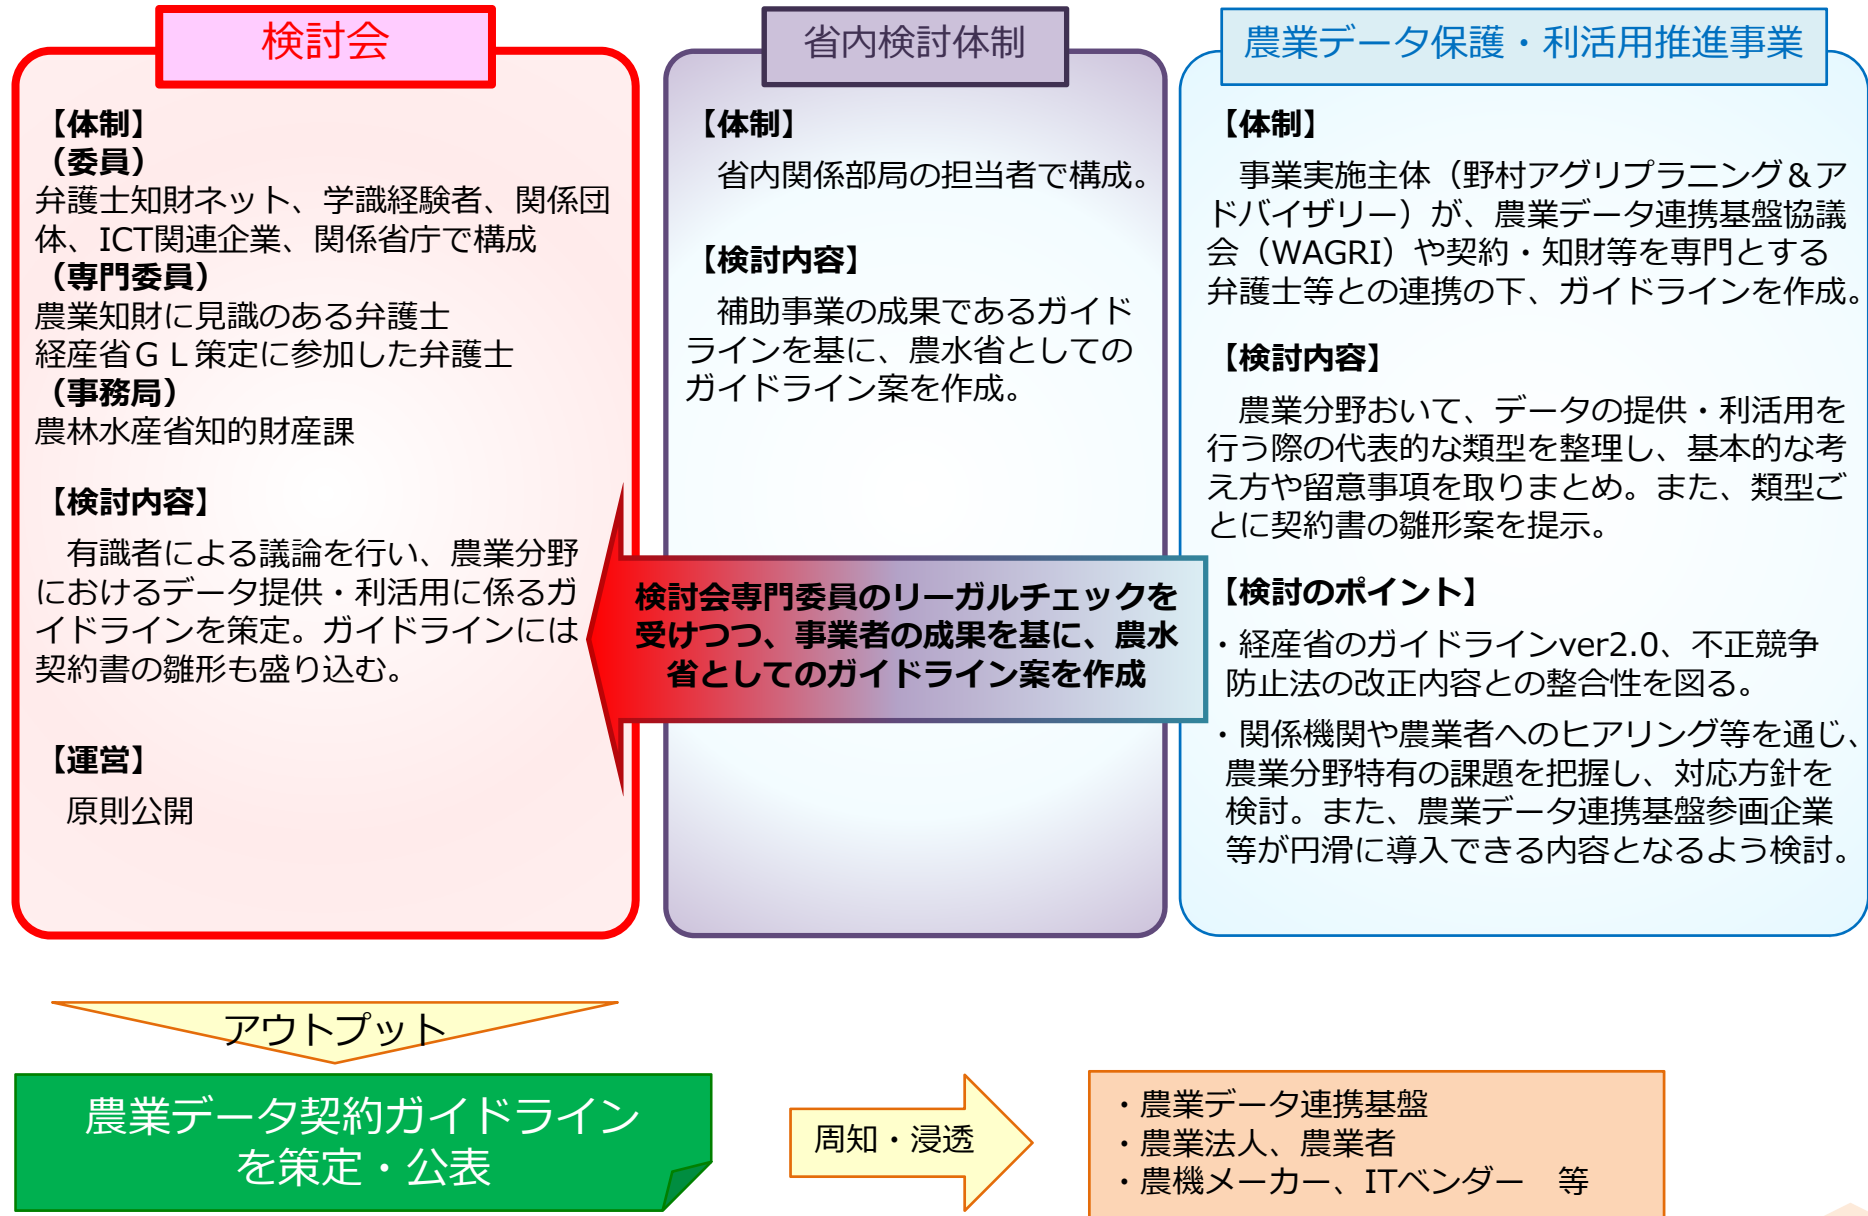 検討会
【体制】
（委員）
弁護士知財ネット、学識経験者、関係団
体、ICT関連企業、関係省庁で構成
（専門委員）
農業知財に見識のある弁護士
経産省ＧＬ策定に参加した弁護士
（事務局）
農林水産省知的財産課
【検討内容】
有識者による議論を行い、農業分野
におけるデータ提供・利活用に係るガ
イドラインを策定。ガイドラインには
契約書の雛形も盛り込む。
【運営】
原則公開
省内検討体制
【体制】
省内関係部局の担当者で構成。
【検討内容】
補助事業の成果であるガイド
ラインを基に、農水省としての
ガイドライン案を作成。
検討会専門委員のリーガルチェックを
受けつつ、事業者の成果を基に、農水
省としてのガイドライン案を作成
農業データ保護・利活用推進事業
【体制】
事業実施主体（野村アグリプラニング＆ア
ドバイザリー）が、農業データ連携基盤協議
会（WAGRI）や契約・知財等を専門とする
弁護士等との連携の下、ガイドラインを作成。
【検討内容】
農業分野おいて、データの提供・利活用を
行う際の代表的な類型を整理し、基本的な考
え方や留意事項を取りまとめ。また、類型ご
とに契約書の雛形案を提示。
【検討のポイント】
・経産省のガイドラインver2.0、不正競争
防止法の改正内容との整合性を図る。
・関係機関や農業者へのヒアリング等を通じ、
農業分野特有の課題を把握し、対応方針を
検討。また、農業データ連携基盤参画企業
等が円滑に導入できる内容となるよう検討。
アウトプット
農業データ契約ガイドライン
を策定・公表
周知・浸透
・農業データ連携基盤
・農業法人、農業者
・農機メーカー、ITベンダー　等